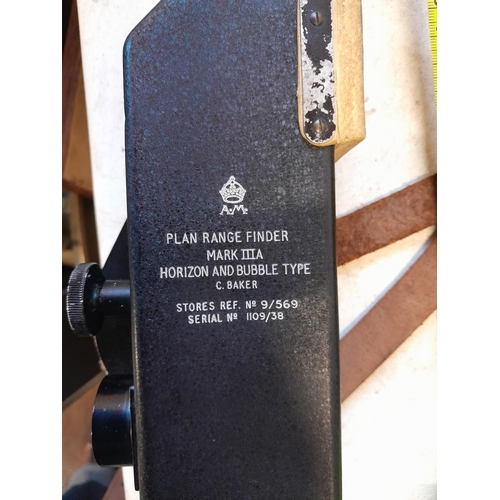 A.M.
PLAN RANGE FINDER
MARK IIIA
HORIZON AND BUBBLE TYPE
C. BAKER
STORES REF. Nº 9/569
SERIAL Nº 1109/38